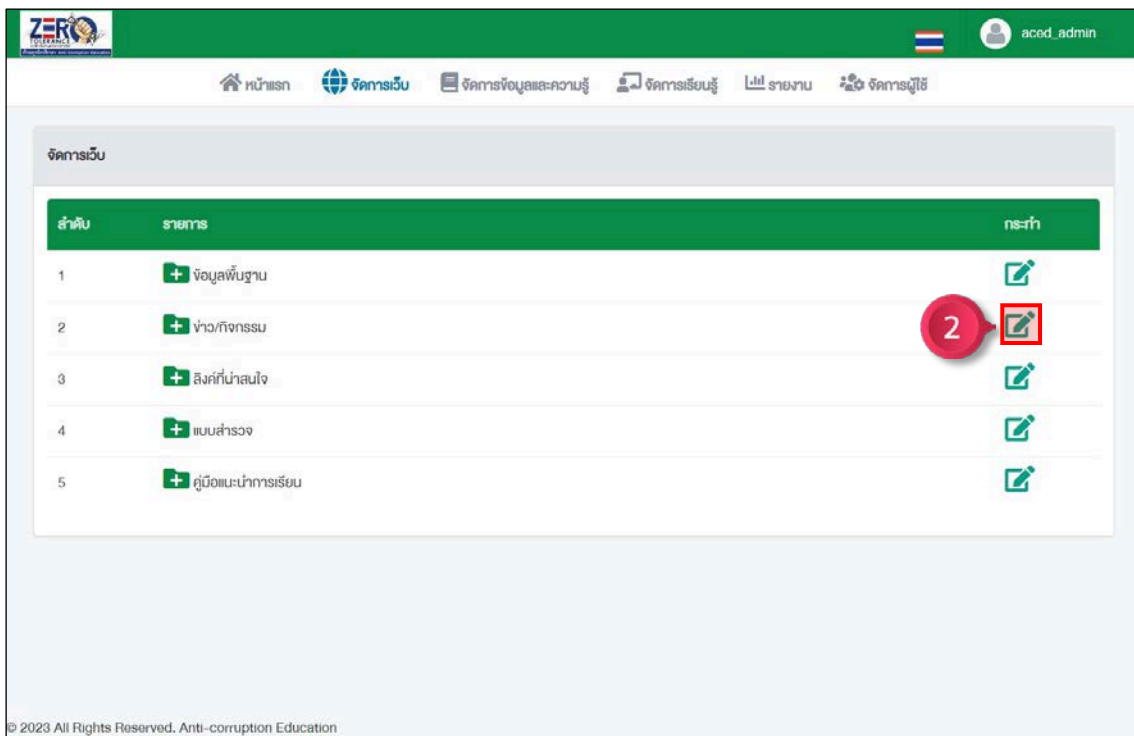 ZERO
TOLERANCE
aced_admin
หน้าแรก จัดการเว็บ จัดการข้อมูลและความรู้ จัดการเรียนรู้ รายงาน จัดการผู้ใช้
จัดการเว็บ
ลำดับ รายการ กระทำ
1 ข้อมูลพื้นฐาน
2 ข่าว/กิจกรรม 2
3 ลิงค์ที่น่าสนใจ
4 แบบสำรวจ
5 คู่มือแนะนำการเรียน
© 2023 All Rights Reserved. Anti-corruption Education